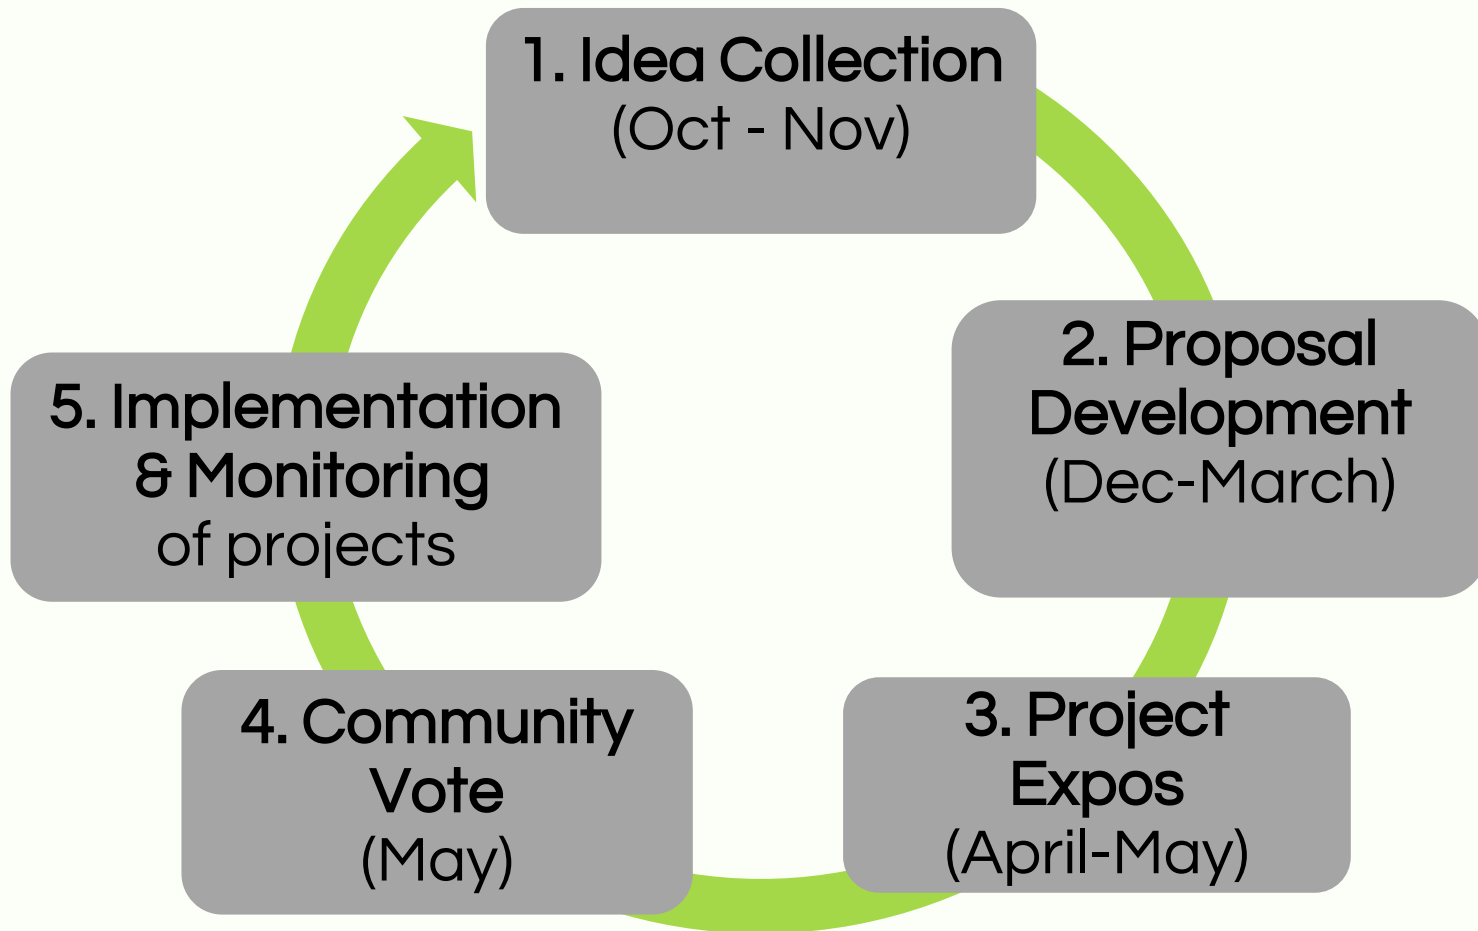 1. Idea Collection
(Oct - Nov)
2. Proposal
Development
(Dec-March)
3. Project
Expos
(April-May)
4. Community
Vote
(May)
5. Implementation
& Monitoring
of projects